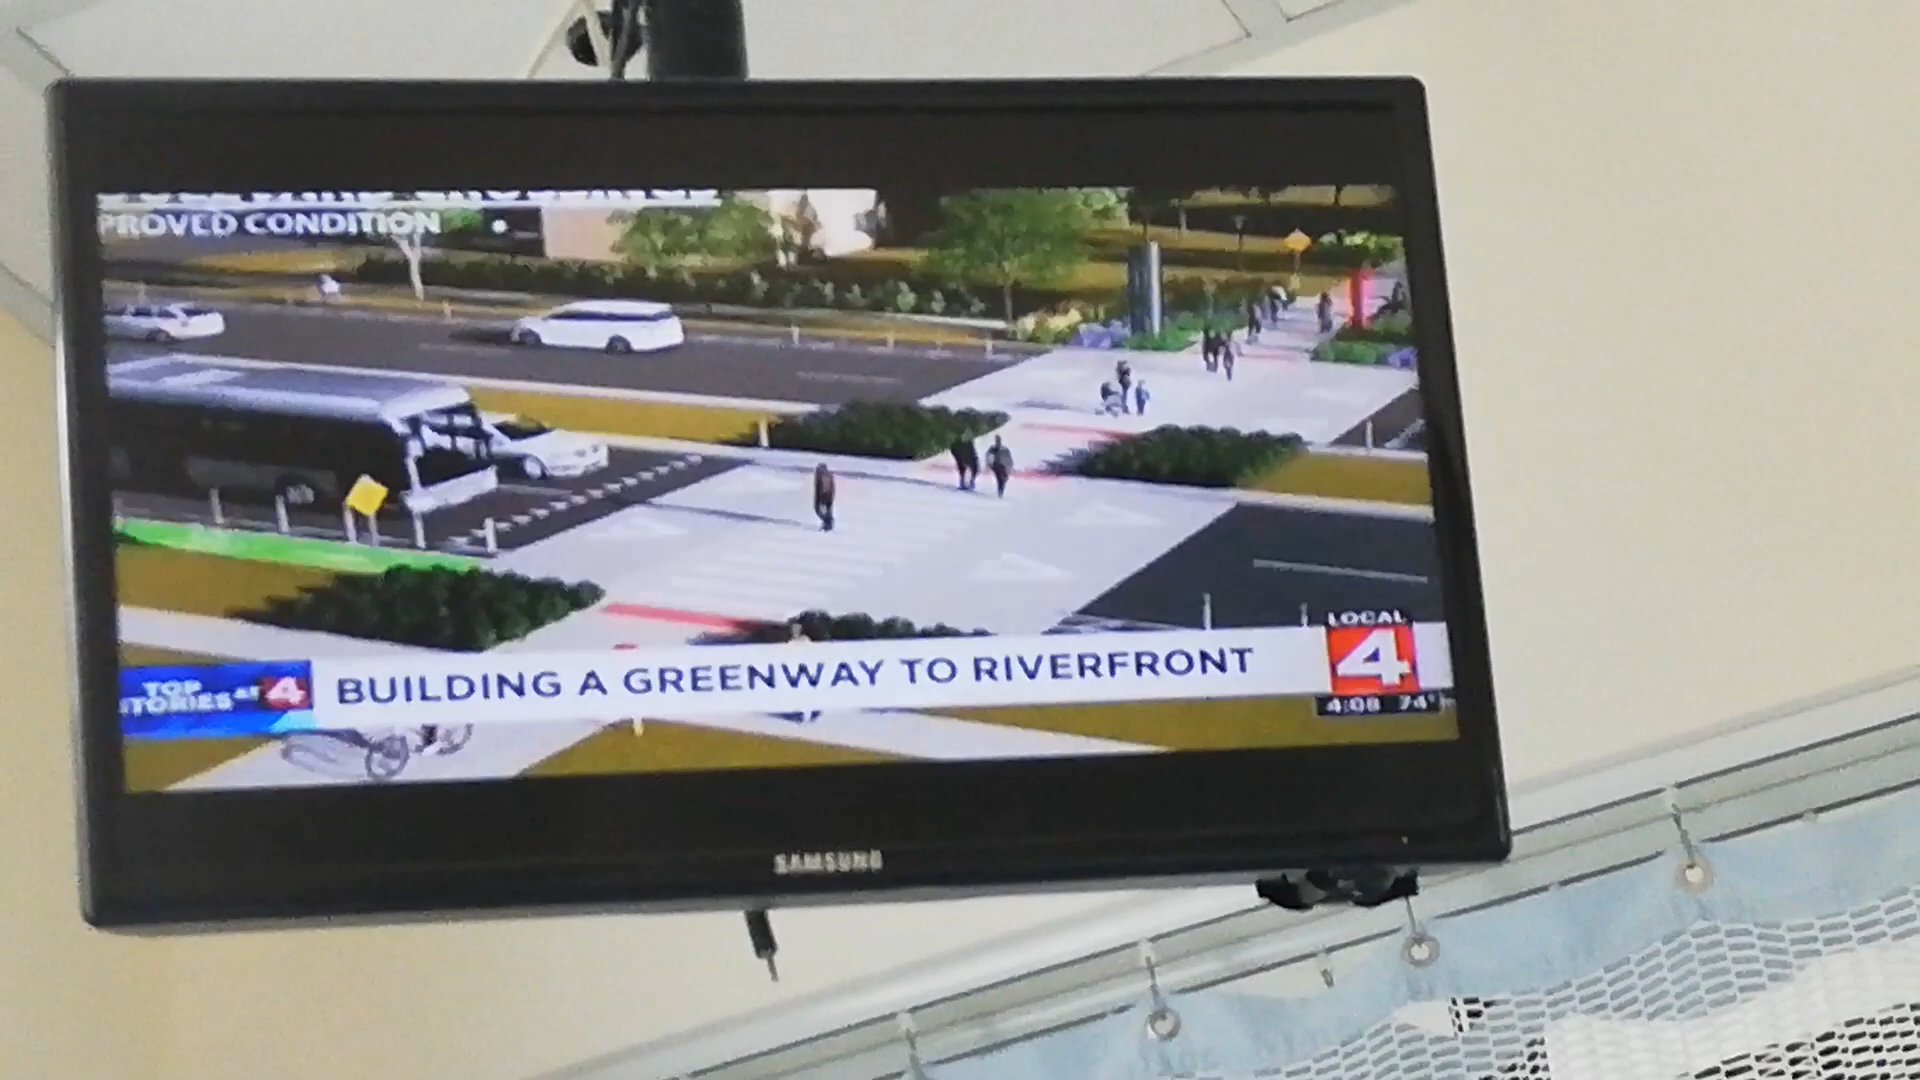 PROVED CONDITION
LOCAL
4
TOP
STORIES AT 4
BUILDING A GREENWAY TO RIVERFRONT
4:08 74°
SAMSUNG